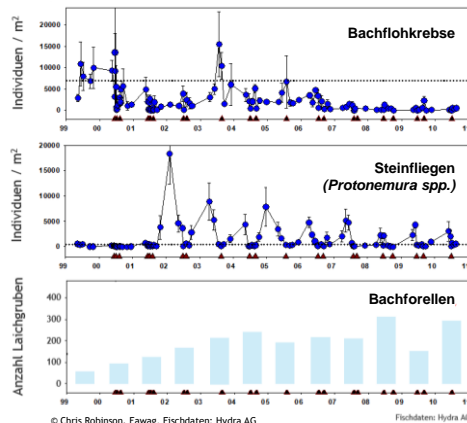 Individuen / m²
20000
15000
10000
5000
0
Bachflohkrebse
99 00 01 02 03 04 05 06 07 08 09 10 11
Individuen / m²
20000
15000
10000
5000
0
Steinfliegen
(Protonemura spp.)
99 00 01 02 03 04 05 06 07 08 09 10 11
Anzahl Laichgruben
400
300
200
100
0
Bachforellen
99 00 01 02 03 04 05 06 07 08 09 10
© Chris Robinson, Eawag, Fischdaten: Hydra AG
Fischdaten: Hydra